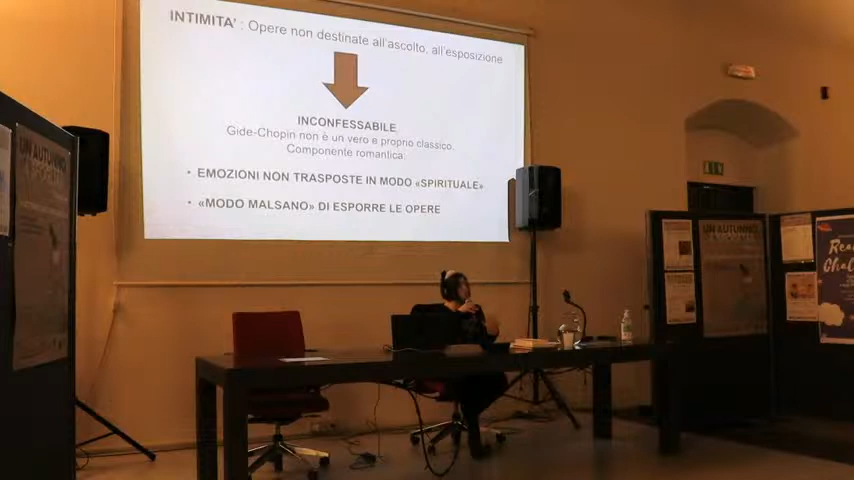 INTIMITA' : Opere non destinate all'ascolto, all'esposizione
INCONFESSABILE
Gide-Chopin non è un vero e proprio classico.
Componente romantica:
• EMOZIONI NON TRASPOSTE IN MODO «SPIRITUALE»
• «MODO MALSANO» DI ESPORRE LE OPERE
UN AUTUNNO
UN AUTUNNO